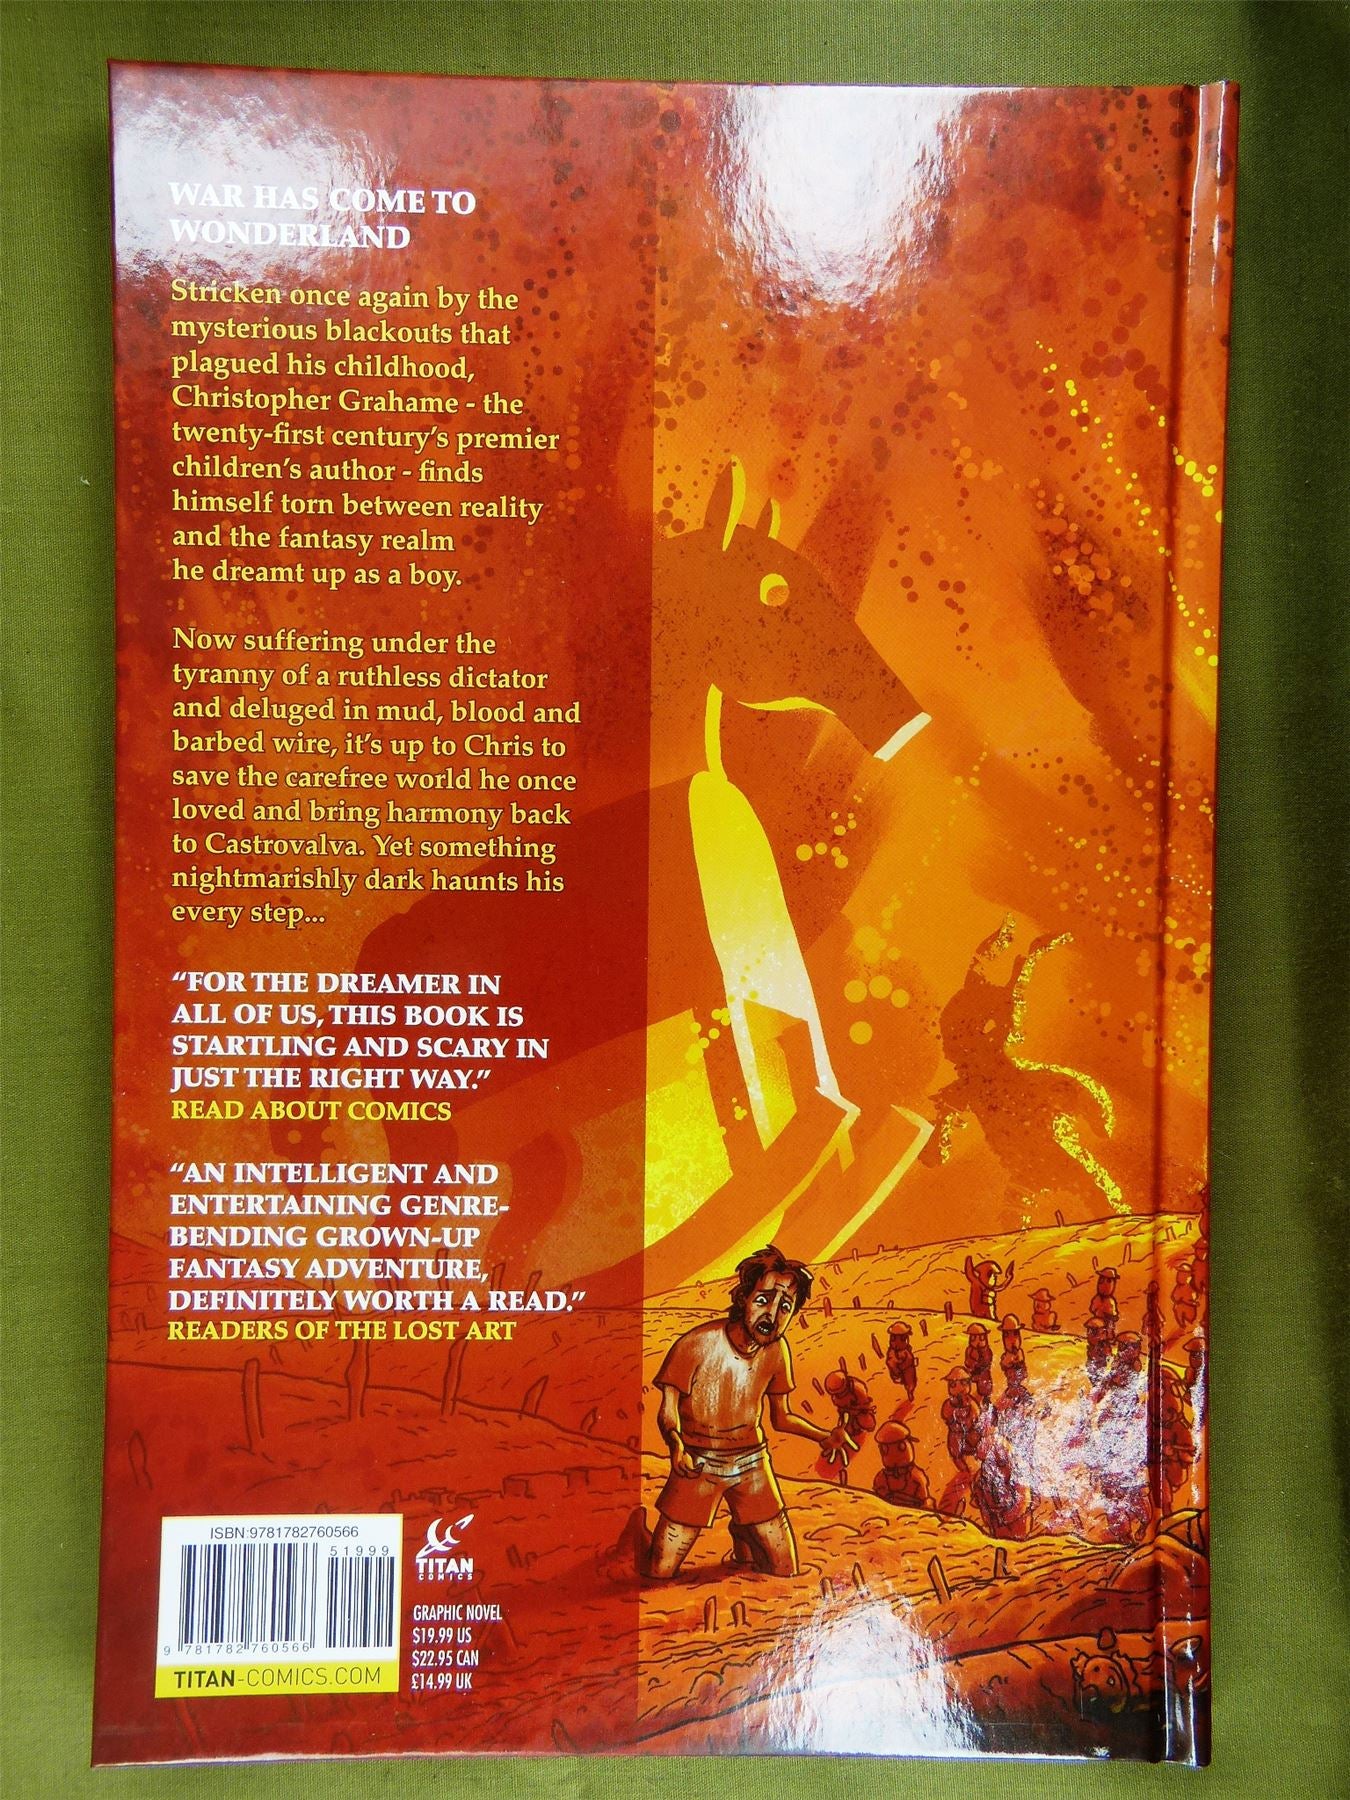 WAR HAS COME TO
WONDERLAND
Stricken once again by the
mysterious blackouts that
plagued his childhood,
Christopher Grahame - the
twenty-first century's premier
children's author - finds
himself torn between reality
and the fantasy realm
he dreamt up as a boy.
Now suffering under the
tyranny of a ruthless dictator
and deluged in mud, blood and
barbed wire, it's up to Chris to
save the carefree world he once
loved and bring harmony back
to Castrovalva. Yet something
nightmarishly dark haunts his
every step...
“FOR THE DREAMER IN
ALL OF US, THIS BOOK IS
STARTLING AND SCARY IN
JUST THE RIGHT WAY.”
READ ABOUT COMICS
“AN INTELLIGENT AND
ENTERTAINING GENRE-
BENDING GROWN-UP
FANTASY ADVENTURE,
DEFINITELY WORTH A READ.”
READERS OF THE LOST ART
ISBN:9781782760566
51999
9 781782 760566
TITAN-COMICS.COM
TITAN
COMICS
GRAPHIC NOVEL
$19.99 US
$22.95 CAN
£14.99 UK